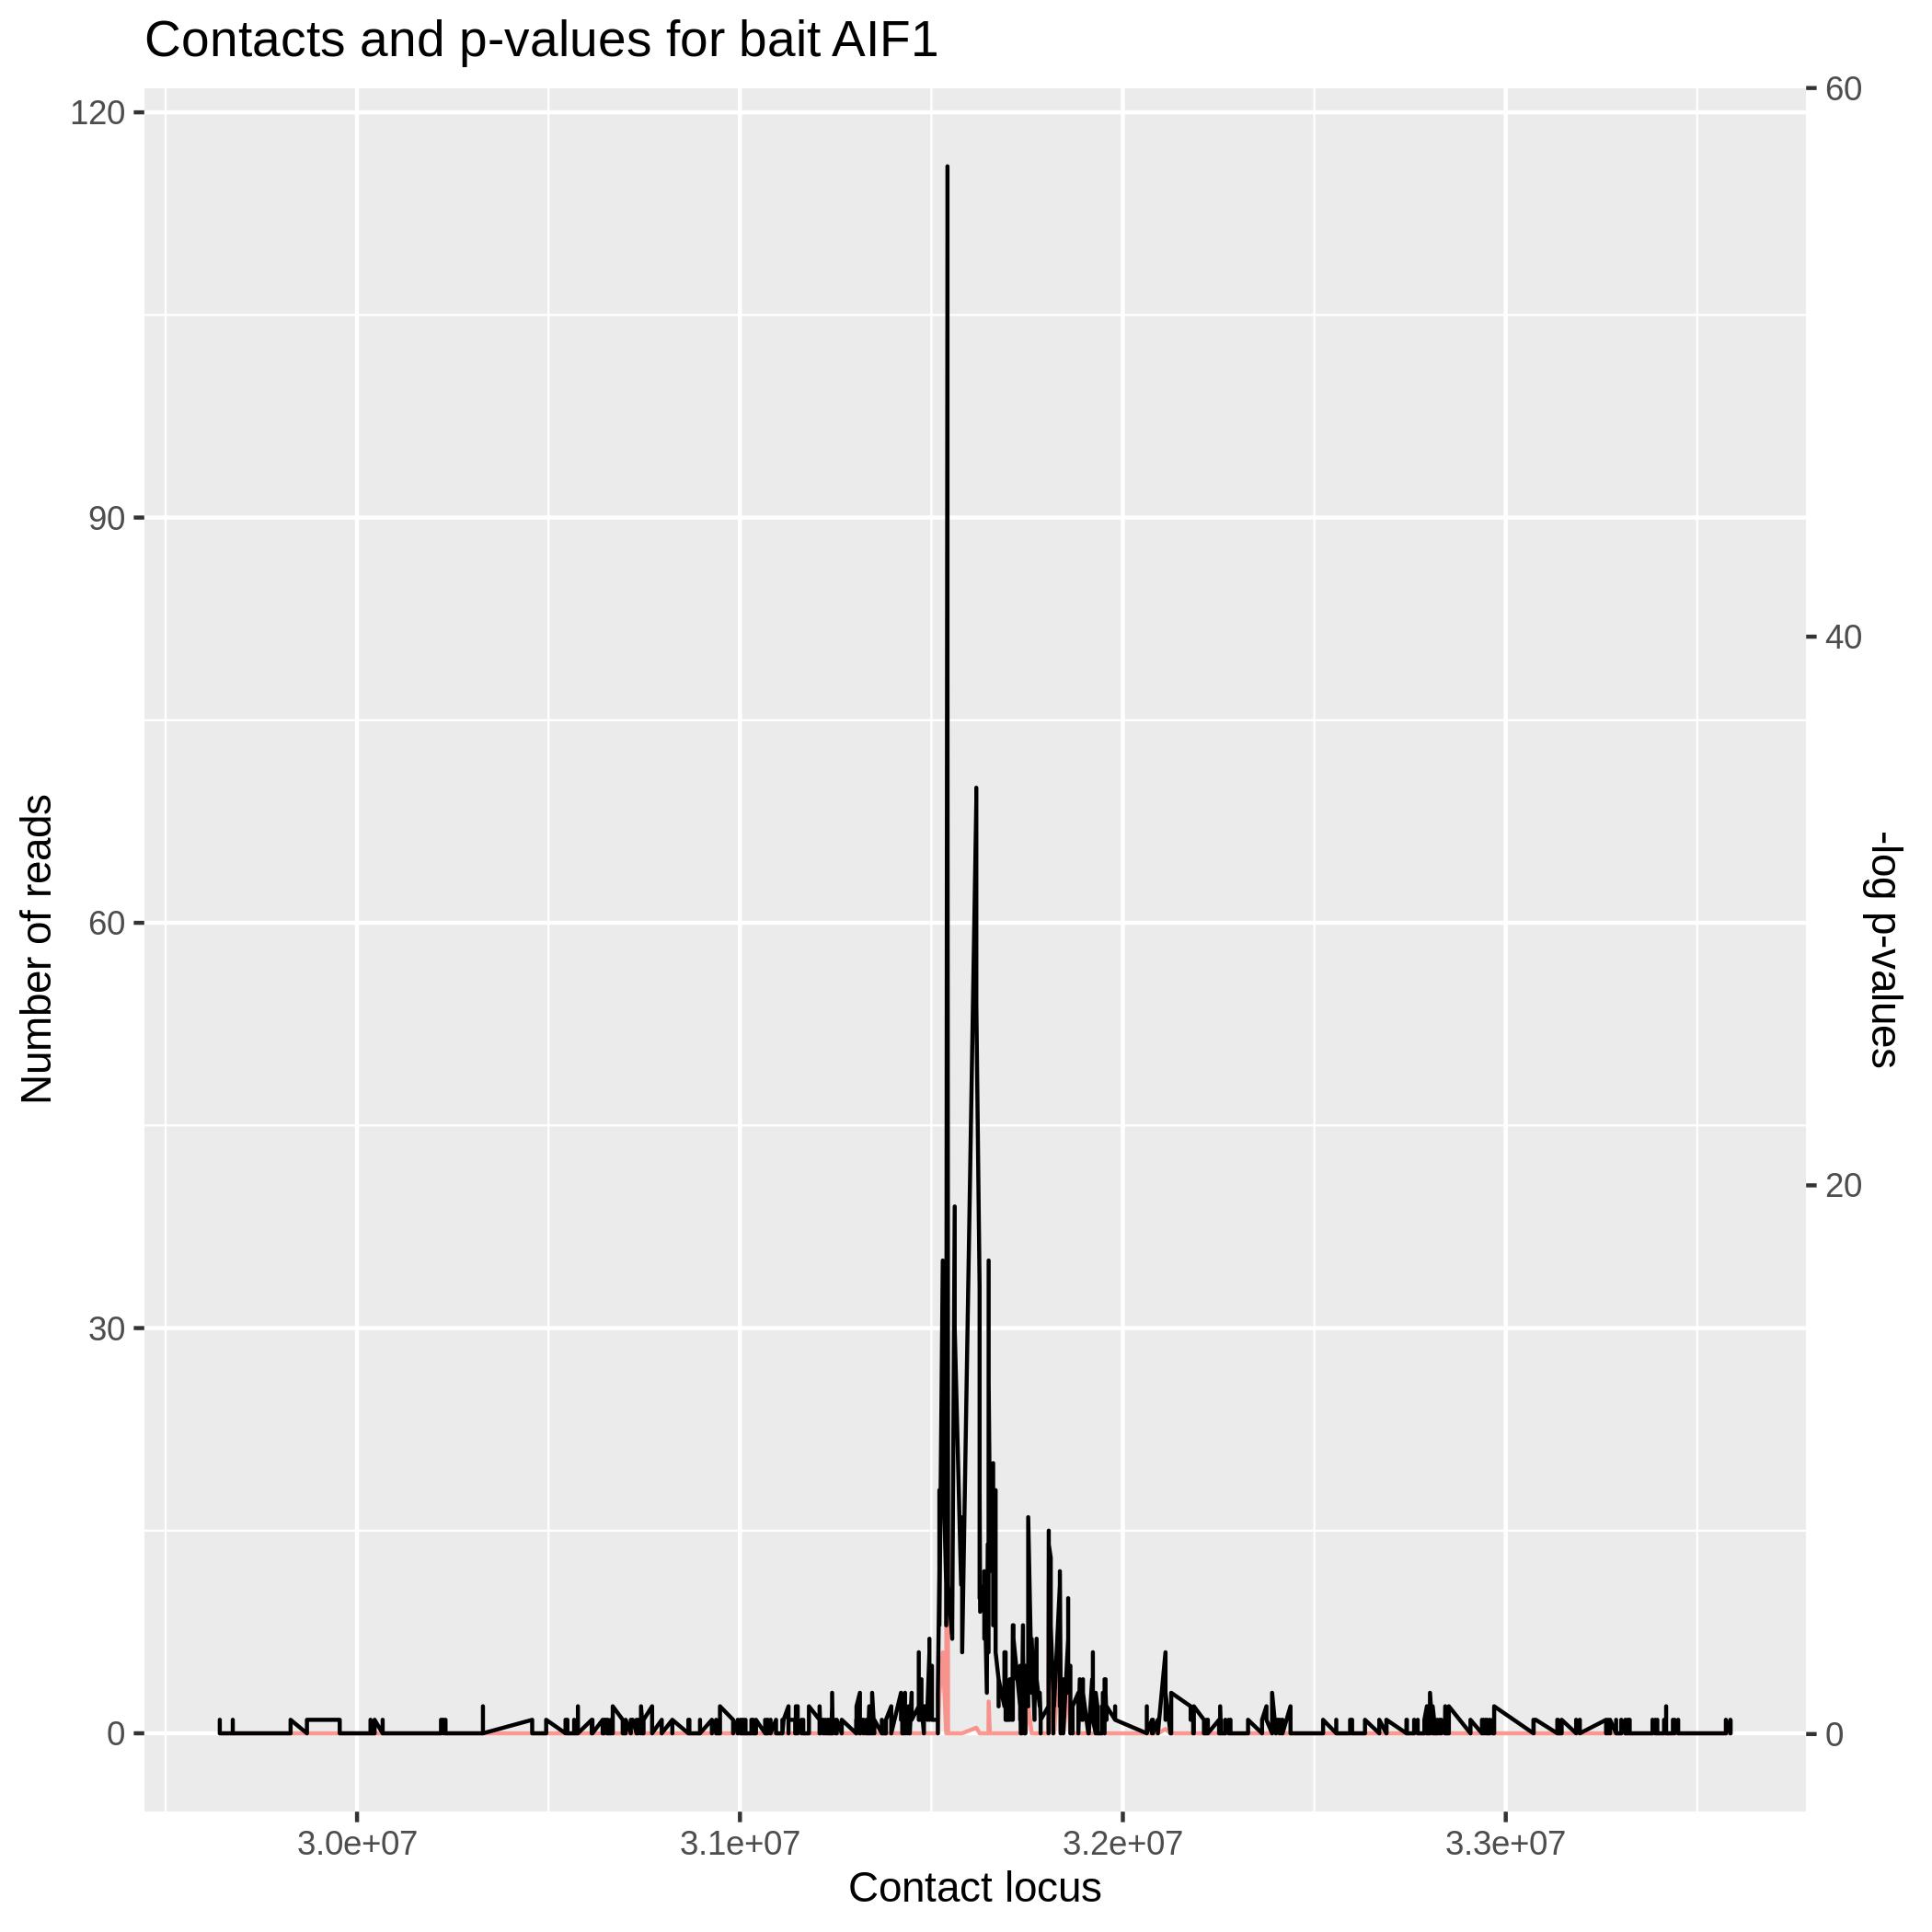 Contacts and p-values for bait AIF1
120
90
60
30
0
Number of reads
60
40
20
0
-log p-values
3.0e+07
3.1e+07
3.2e+07
3.3e+07
Contact locus